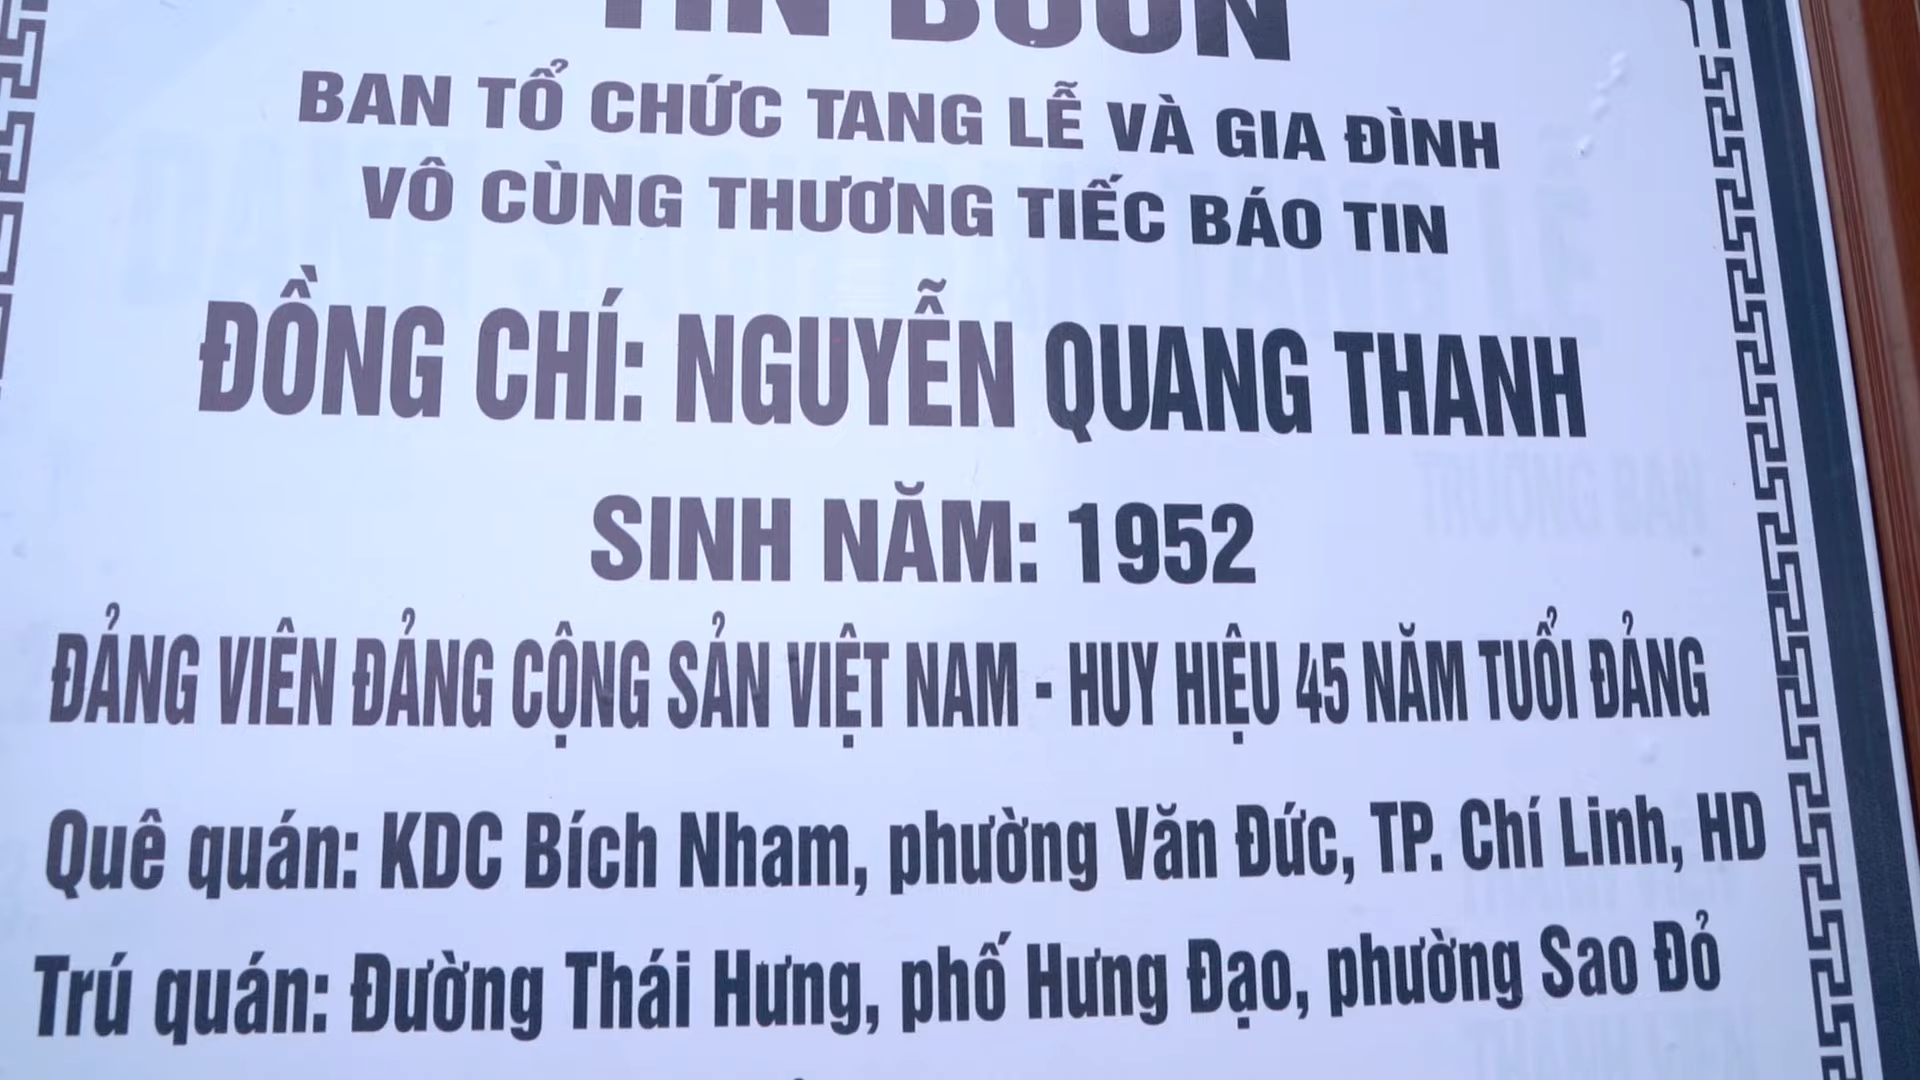 TIN BUỒN
BAN TỔ CHỨC TANG LỄ VÀ GIA ĐÌNH
VÔ CÙNG THƯƠNG TIẾC BÁO TIN
ĐỒNG CHÍ: NGUYỄN QUANG THANH
SINH NĂM: 1952
ĐẢNG VIÊN ĐẢNG CỘNG SẢN VIỆT NAM - HUY HIỆU 45 NĂM TUỔI ĐẢNG
Quê quán: KDC Bích Nham, phường Văn Đức, TP. Chí Linh, HD
Trú quán: Đường Thái Hưng, phố Hưng Đạo, phường Sao Đỏ